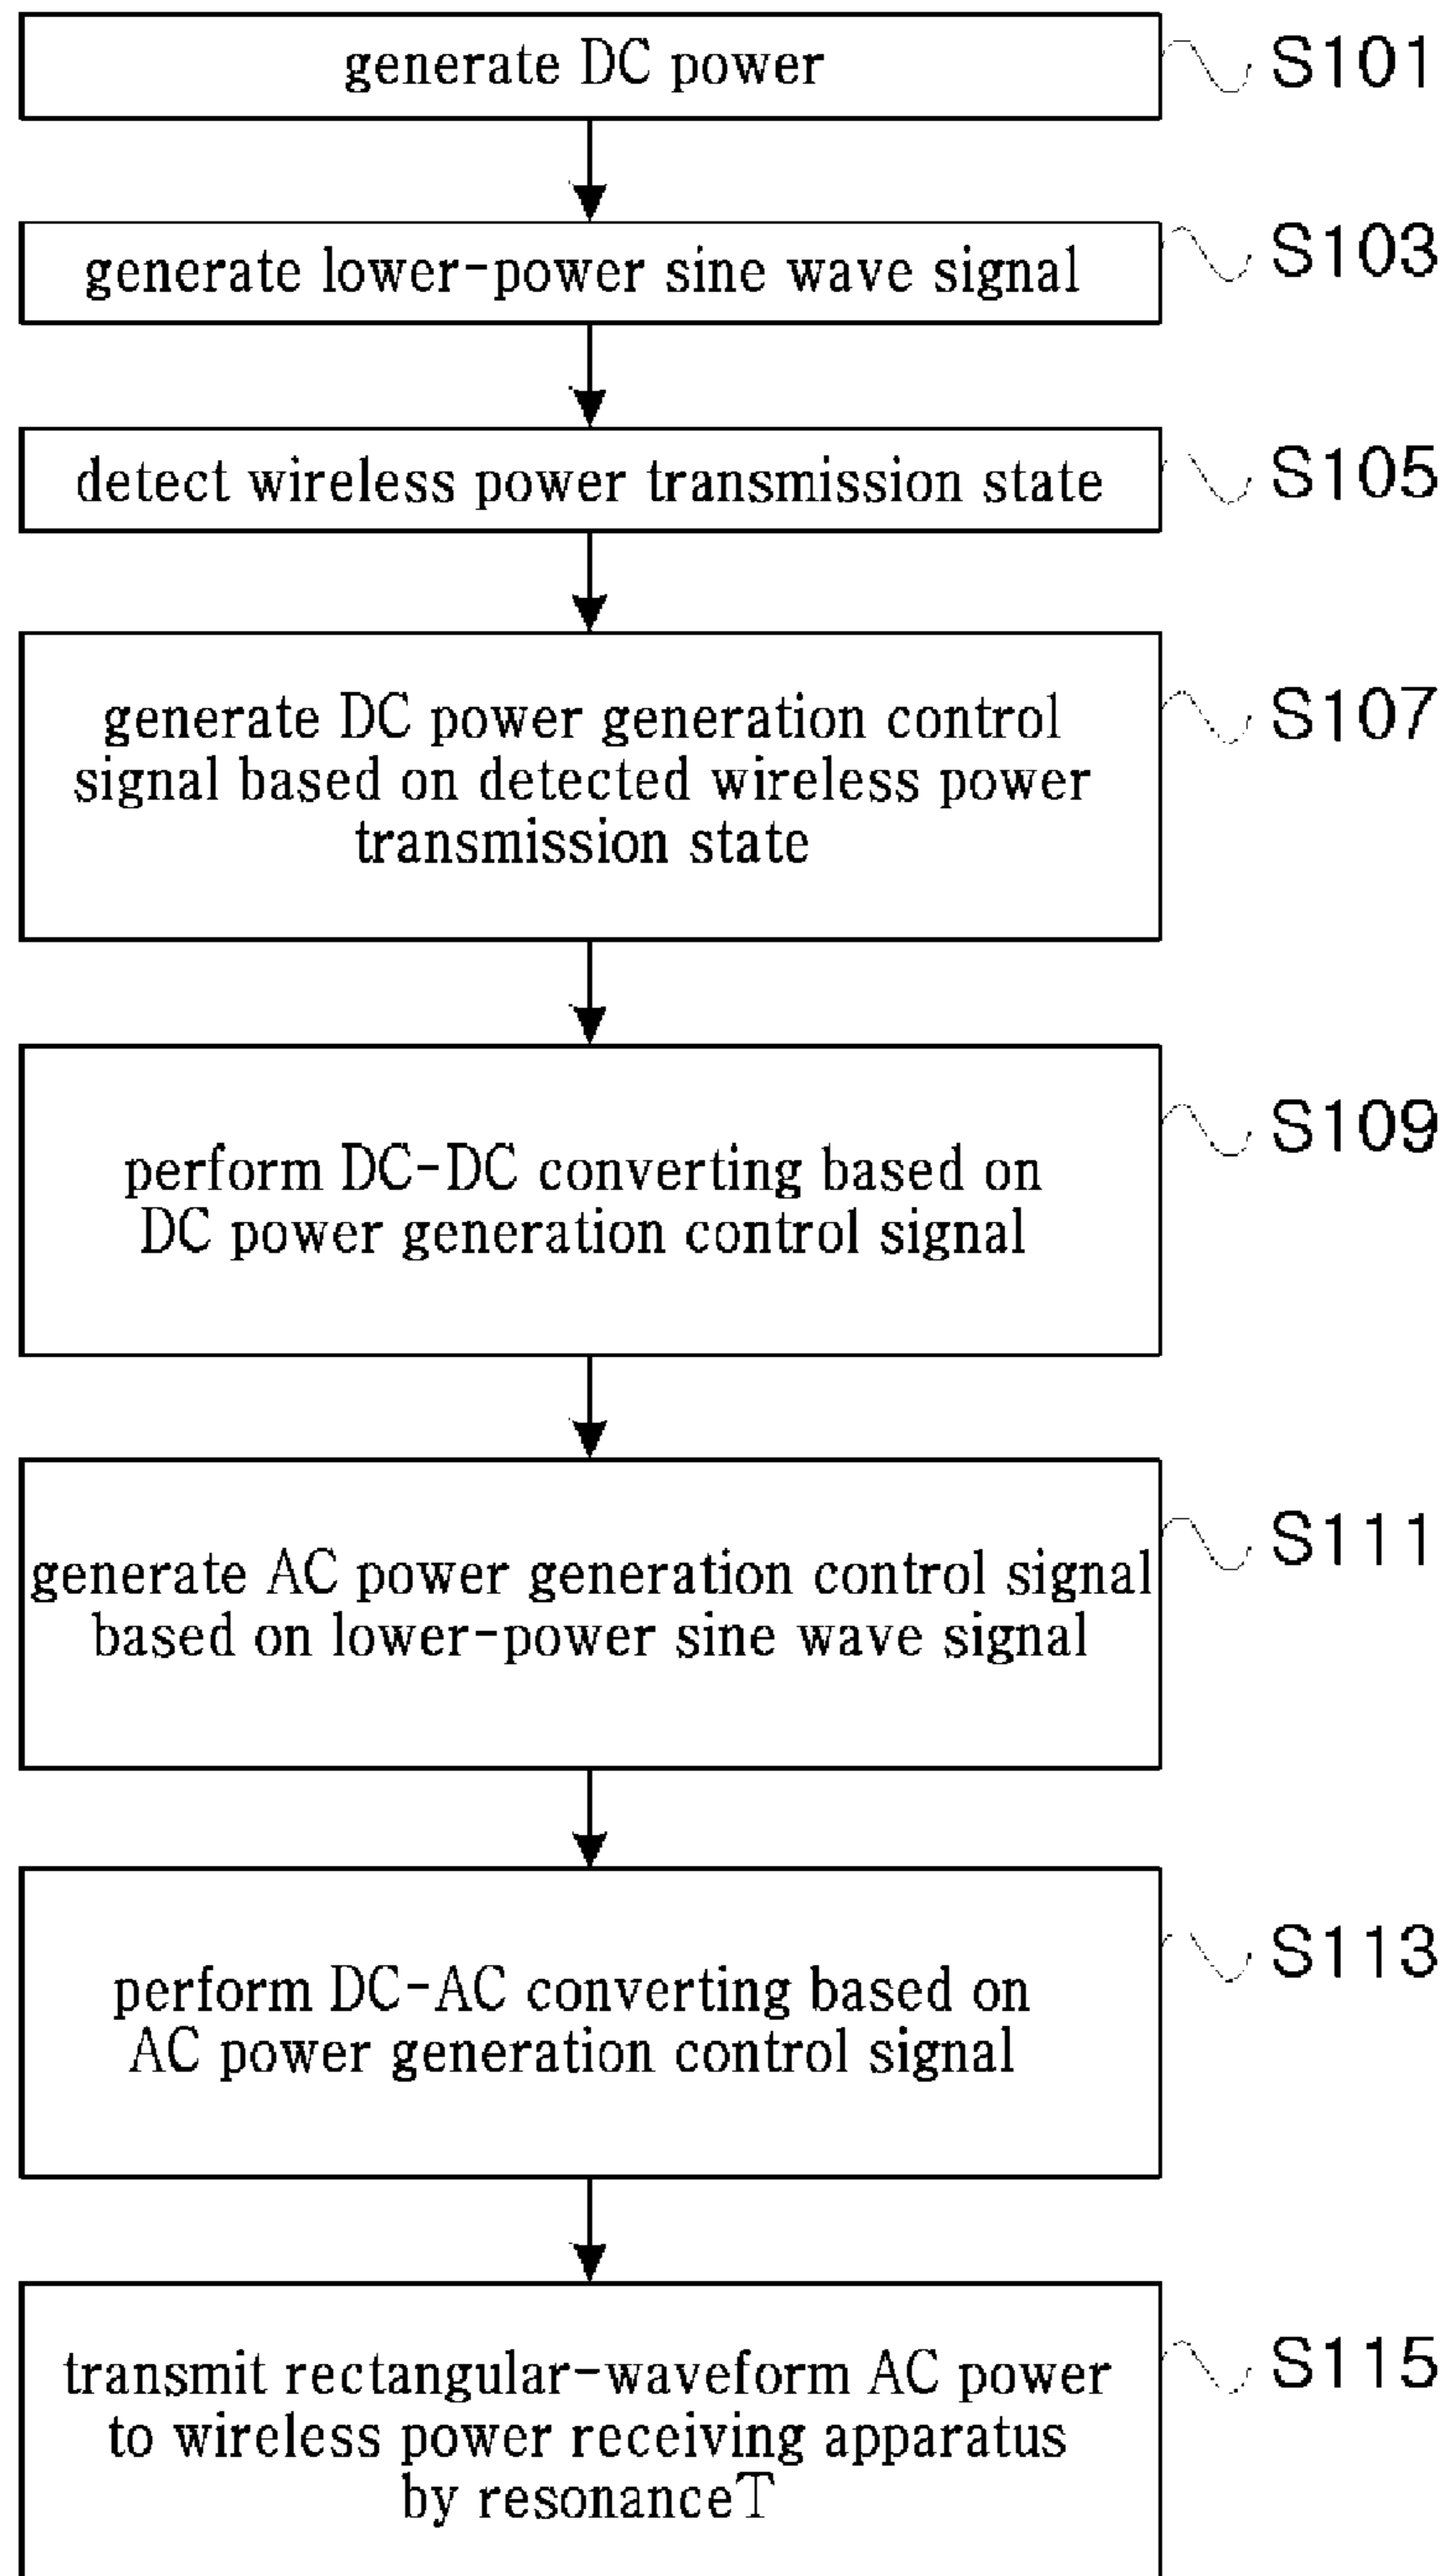 generate DC power
S101
generate lower-power sine wave signal
S103
detect wireless power transmission state
S105
generate DC power generation control
signal based on detected wireless power
transmission state
S107
perform DC-DC converting based on
DC power generation control signal
S109
generate AC power generation control signal
based on lower-power sine wave signal
S111
perform DC-AC converting based on
AC power generation control signal
S113
transmit rectangular-waveform AC power
to wireless power receiving apparatus
by resonanceT
S115